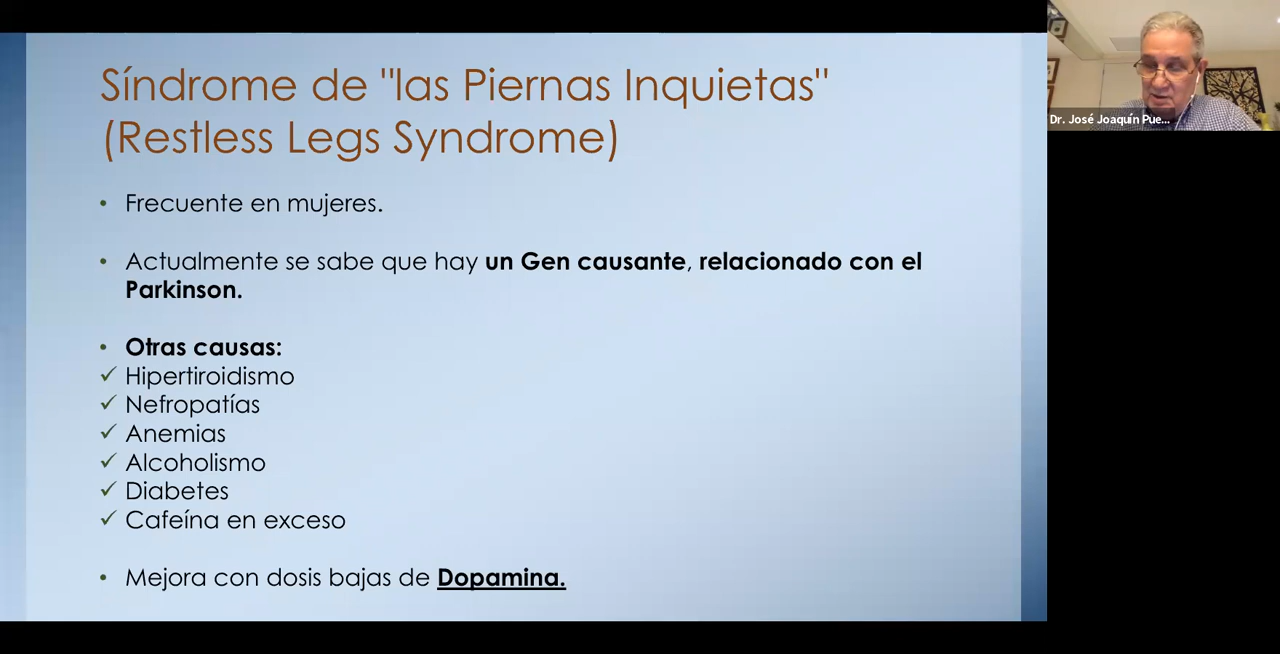 Síndrome de "las Piernas Inquietas"
(Restless Legs Syndrome)
• Frecuente en mujeres.
• Actualmente se sabe que hay un Gen causante, relacionado con el
Parkinson.
• Otras causas:
✓ Hipertiroidismo
✓ Nefropatías
✓ Anemias
✓ Alcoholismo
✓ Diabetes
✓ Cafeína en exceso
• Mejora con dosis bajas de Dopamina.
Dr. José Joaquín Pue...